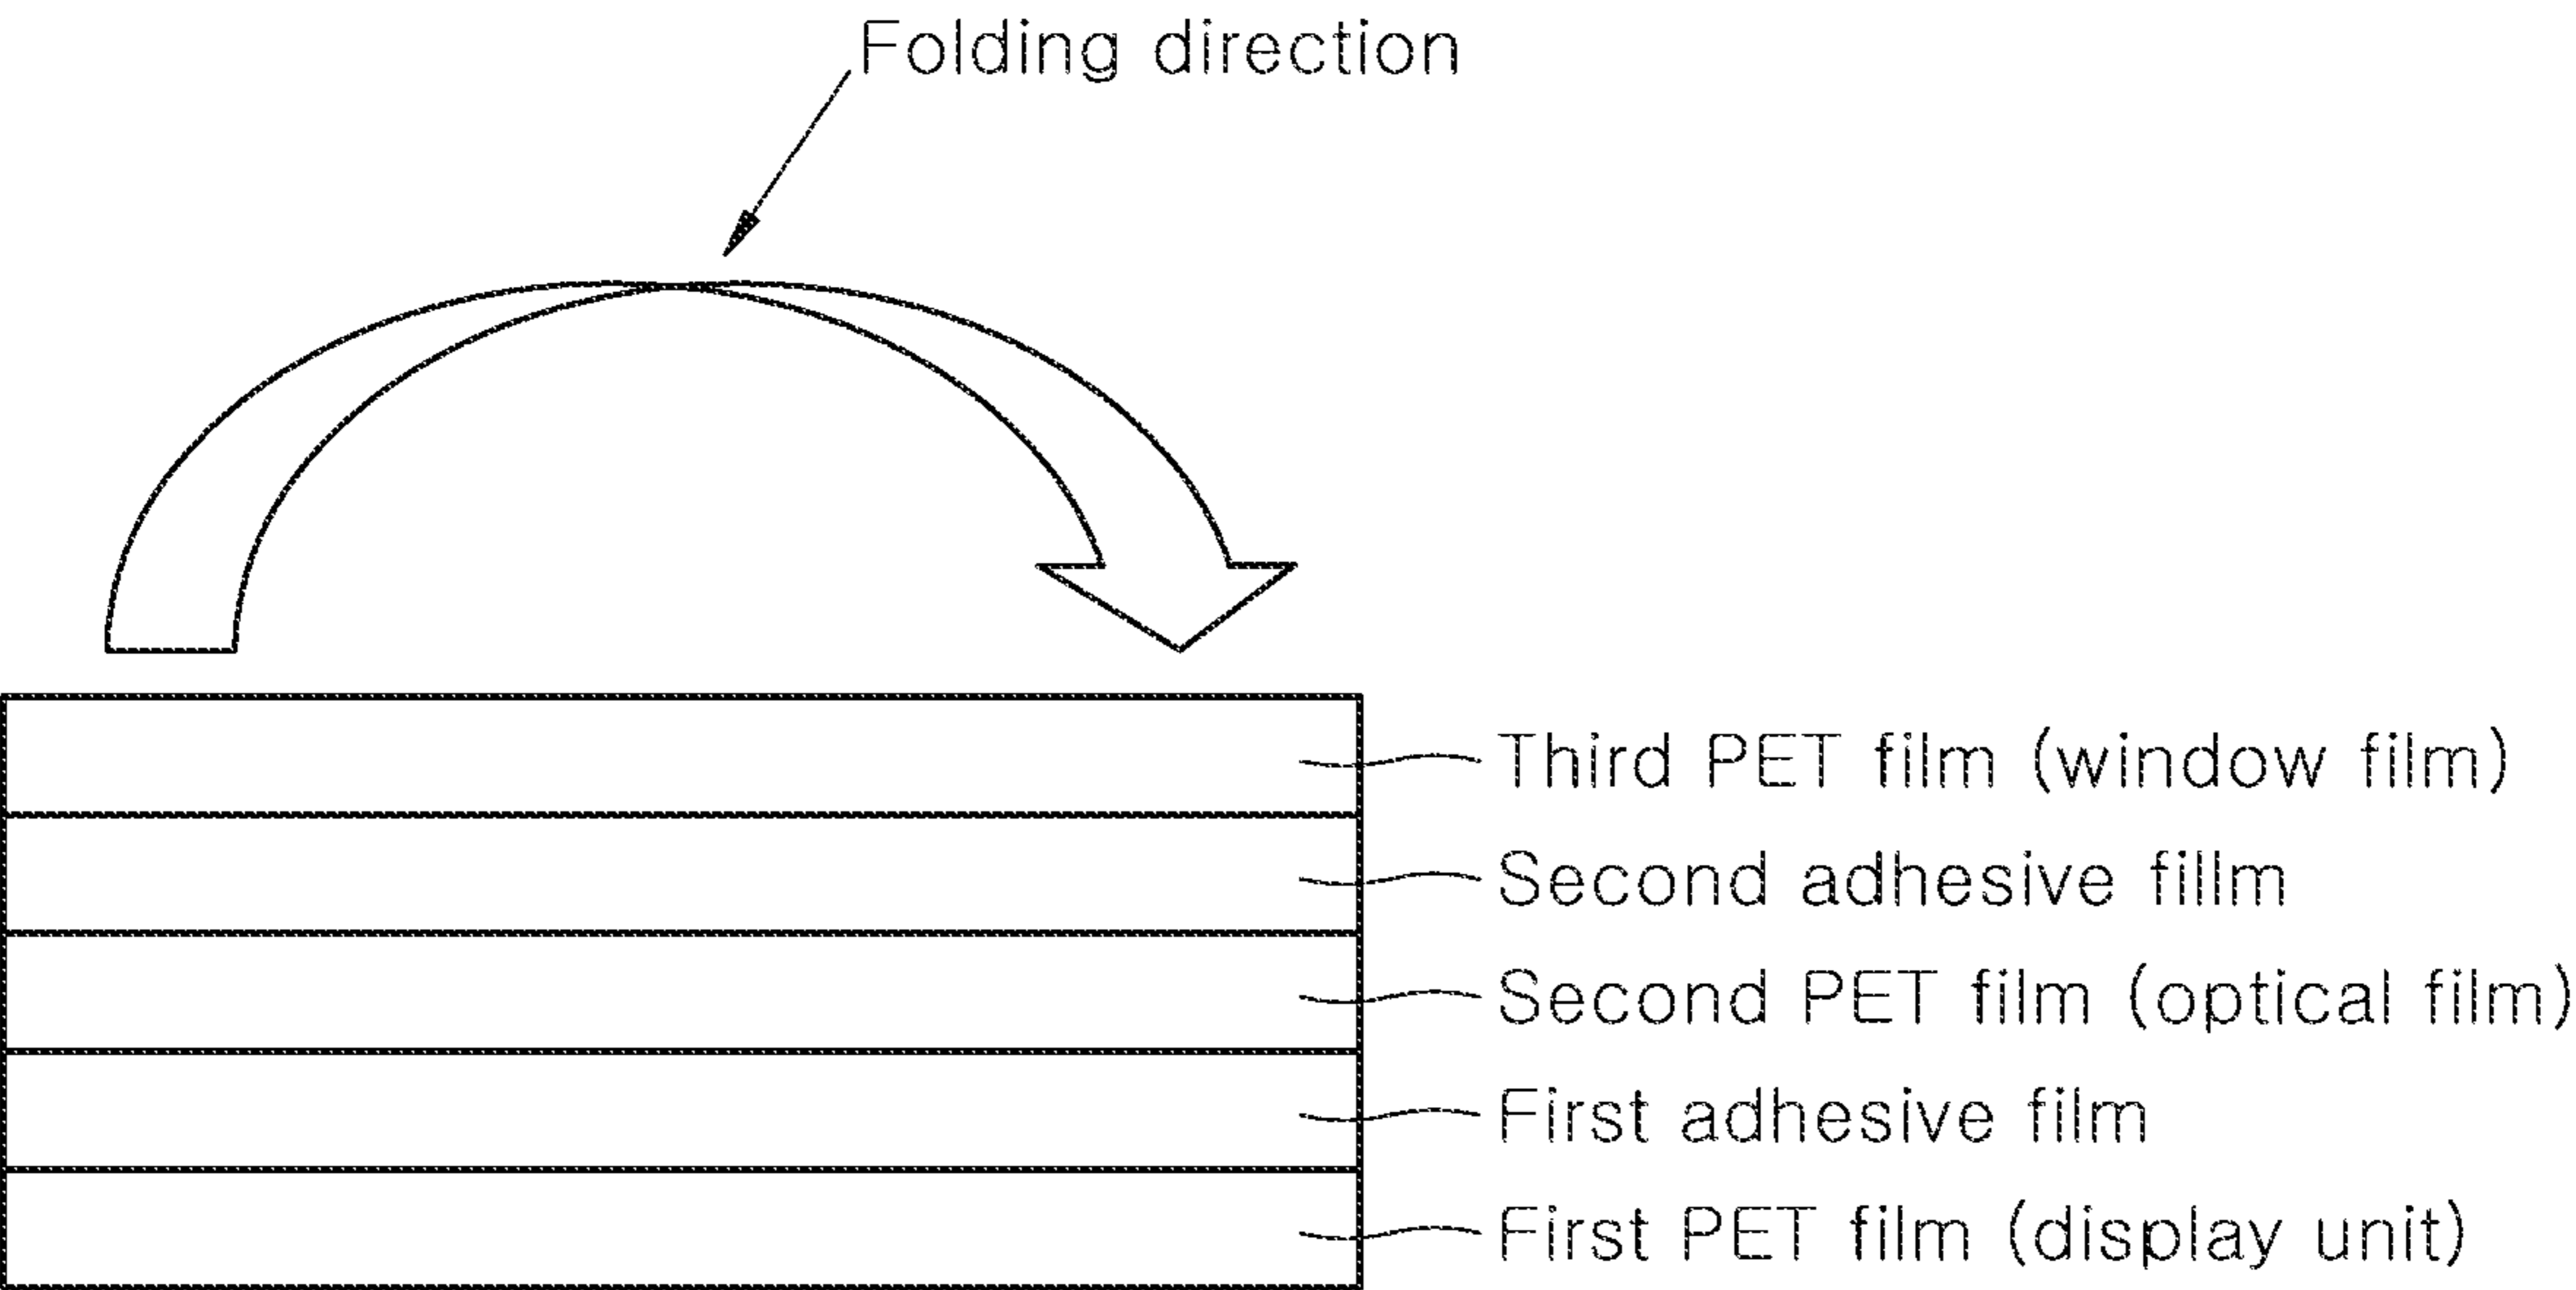 Folding direction
Third PET film (window film)
Second adhesive fillm
Second PET film (optical film)
First adhesive film
First PET film (display unit)